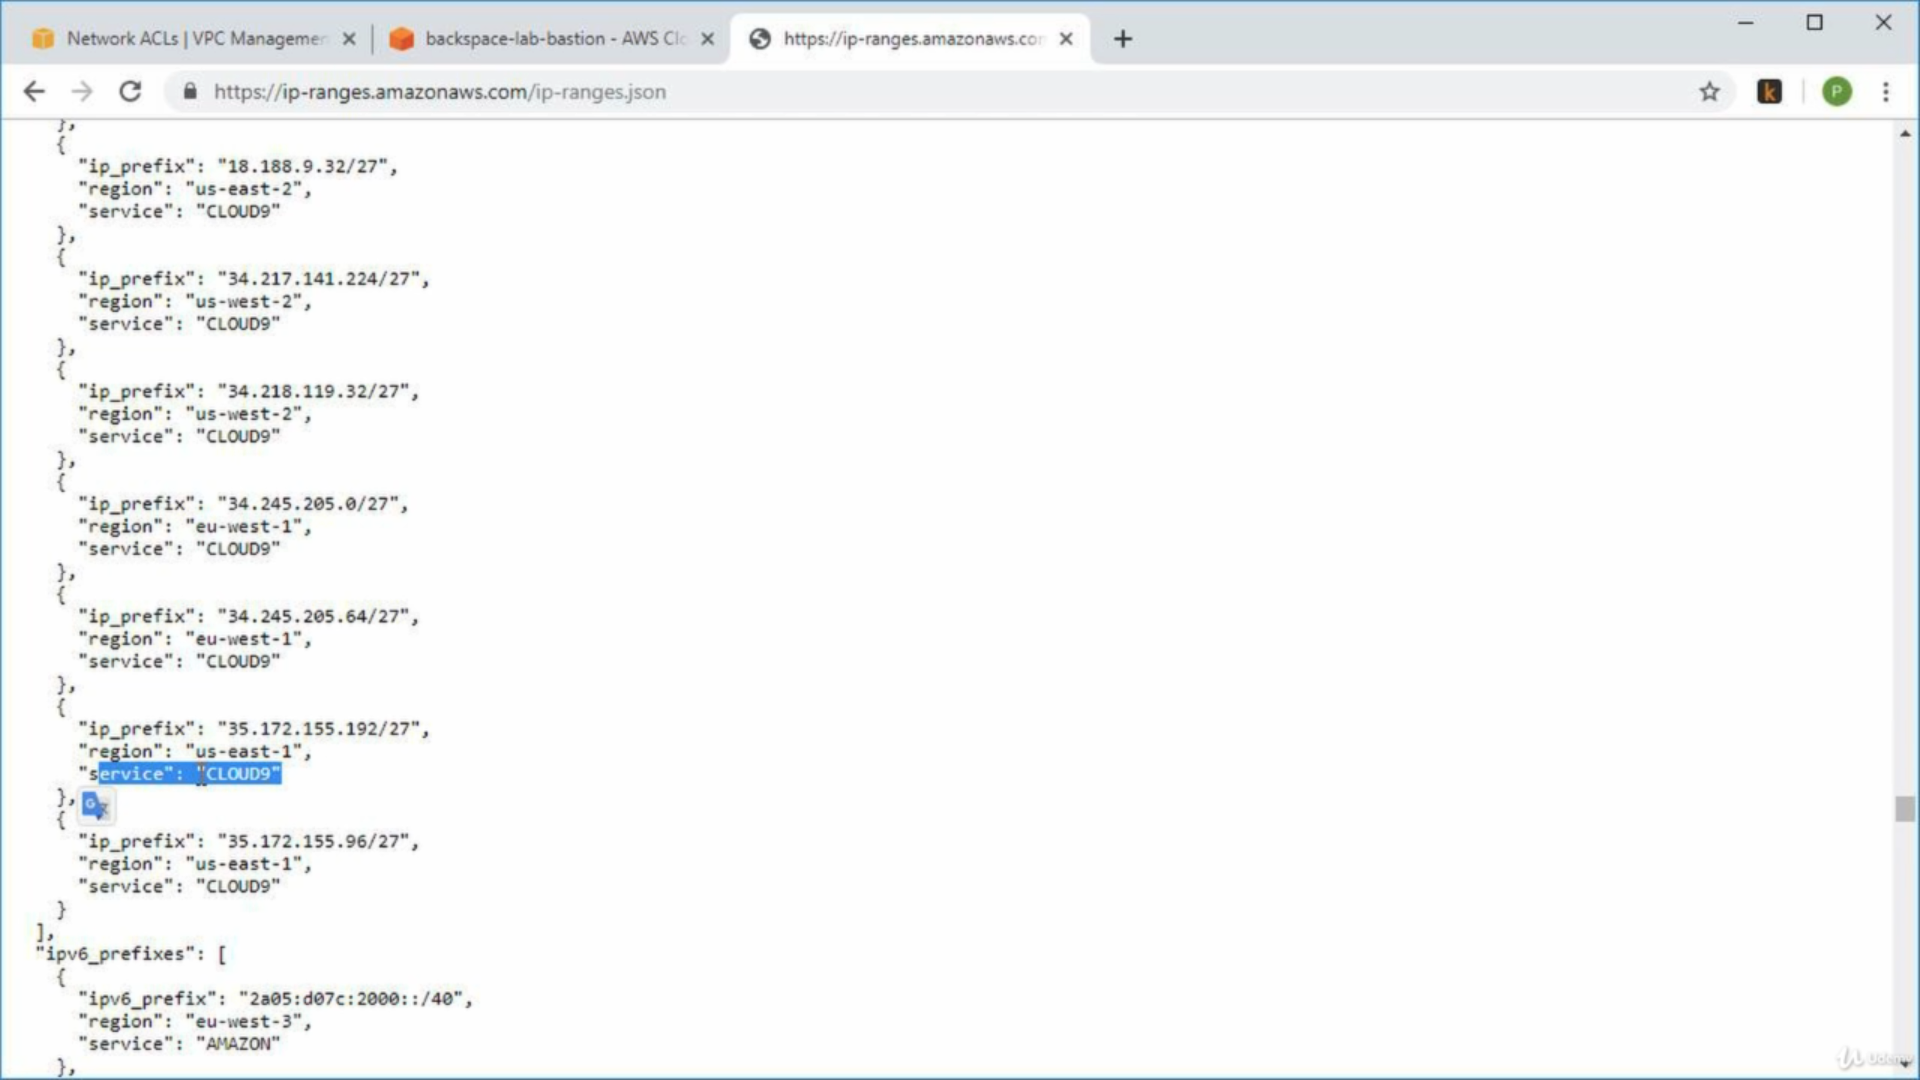 Network ACLs | VPC Managemen
backspace-lab-bastion - AWS Clo
https://ip-ranges.amazonaws.com
https://ip-ranges.amazonaws.com/ip-ranges.json
k
P
},
{
"ip_prefix": "18.188.9.32/27",
"region": "us-east-2",
"service": "CLOUD9"
},
{
"ip_prefix": "34.217.141.224/27",
"region": "us-west-2",
"service": "CLOUD9"
},
{
"ip_prefix": "34.218.119.32/27",
"region": "us-west-2",
"service": "CLOUD9"
},
{
"ip_prefix": "34.245.205.0/27",
"region": "eu-west-1",
"service": "CLOUD9"
},
{
"ip_prefix": "34.245.205.64/27",
"region": "eu-west-1",
"service": "CLOUD9"
},
{
"ip_prefix": "35.172.155.192/27",
"region": "us-east-1",
"service": "CLOUD9"
},
{
"ip_prefix": "35.172.155.96/27",
"region": "us-east-1",
"service": "CLOUD9"
}
],
"ipv6_prefixes": [
{
"ipv6_prefix": "2a05:d07c:2000::/40",
"region": "eu-west-3",
"service": "AMAZON"
},
Udemy